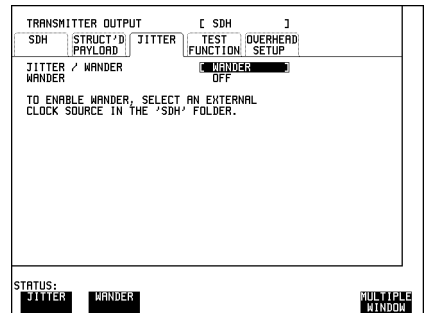 TRANSMITTER OUTPUT [ SDH ]
SDH STRUCT'D PAYLOAD JITTER TEST FUNCTION OVERHEAD SETUP
JITTER / WANDER [ WANDER ]
WANDER OFF
TO ENABLE WANDER, SELECT AN EXTERNAL
CLOCK SOURCE IN THE 'SDH' FOLDER.
STATUS:
JITTER WANDER MULTIPLE WINDOW